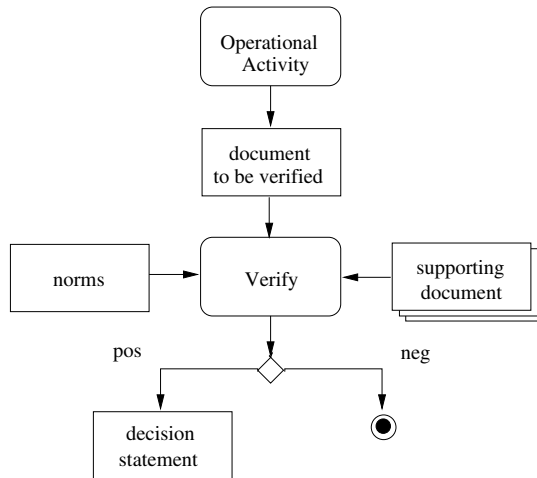 Operational
Activity
document
to be verified
norms
Verify
supporting
document
pos
neg
decision
statement